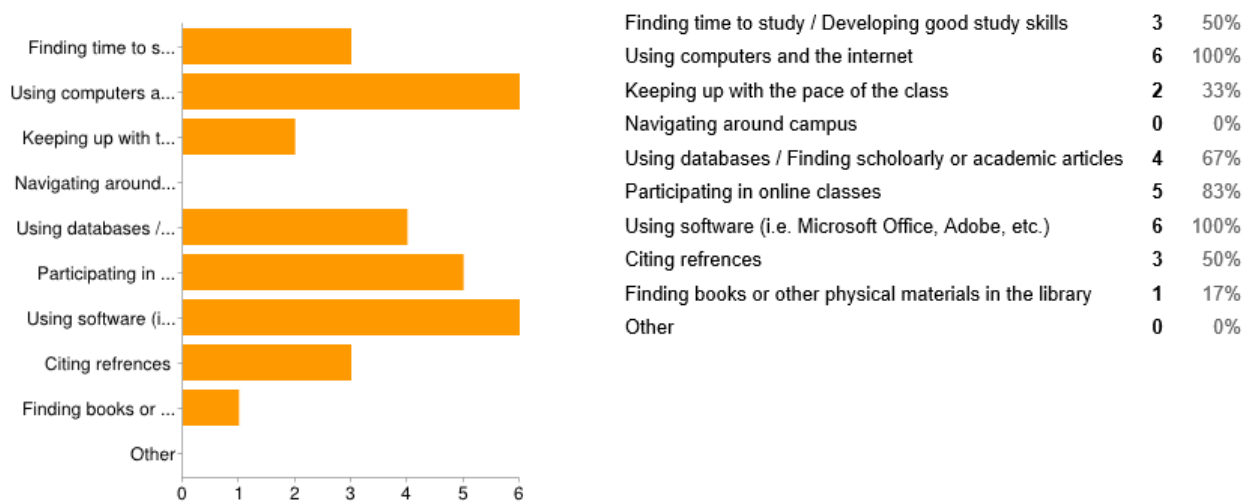 Finding time to s...
Using computers a...
Keeping up with t...
Navigating around...
Using databases /...
Participating in ...
Using software (i...
Citing refrences
Finding books or ...
Other
0 1 2 3 4 5 6
Finding time to study / Developing good study skills 3 50%
Using computers and the internet 6 100%
Keeping up with the pace of the class 2 33%
Navigating around campus 0 0%
Using databases / Finding scholoarly or academic articles 4 67%
Participating in online classes 5 83%
Using software (i.e. Microsoft Office, Adobe, etc.) 6 100%
Citing refrences 3 50%
Finding books or other physical materials in the library 1 17%
Other 0 0%